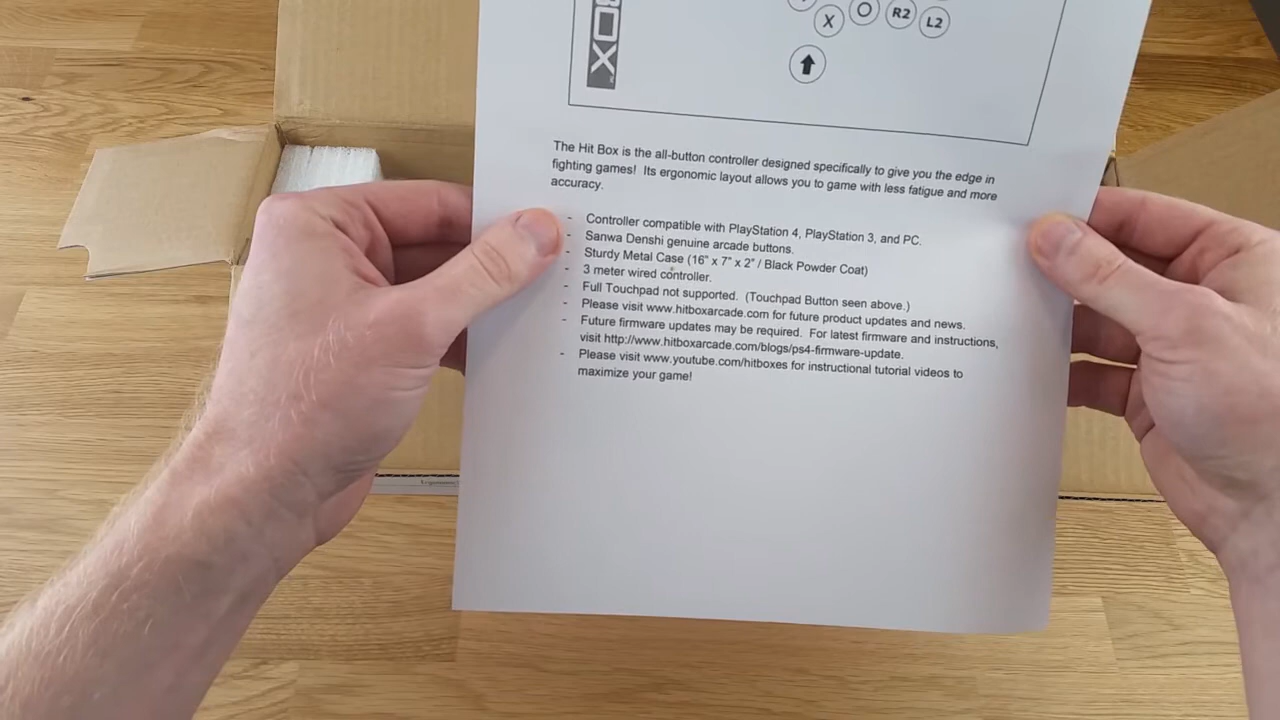 BOX
X O R2 L2
The Hit Box is the all-button controller designed specifically to give you the edge in
fighting games! Its ergonomic layout allows you to game with less fatigue and more
accuracy.
- Controller compatible with PlayStation 4, PlayStation 3, and PC.
- Sanwa Denshi genuine arcade buttons.
- Sturdy Metal Case (16" x 7" x 2" / Black Powder Coat)
- 3 meter wired controller.
- Full Touchpad not supported. (Touchpad Button seen above.)
- Please visit www.hitboxarcade.com for future product updates and news.
- Future firmware updates may be required. For latest firmware and instructions,
visit http://www.hitboxarcade.com/blogs/ps4-firmware-update.
- Please visit www.youtube.com/hitboxes for instructional tutorial videos to
maximize your game!